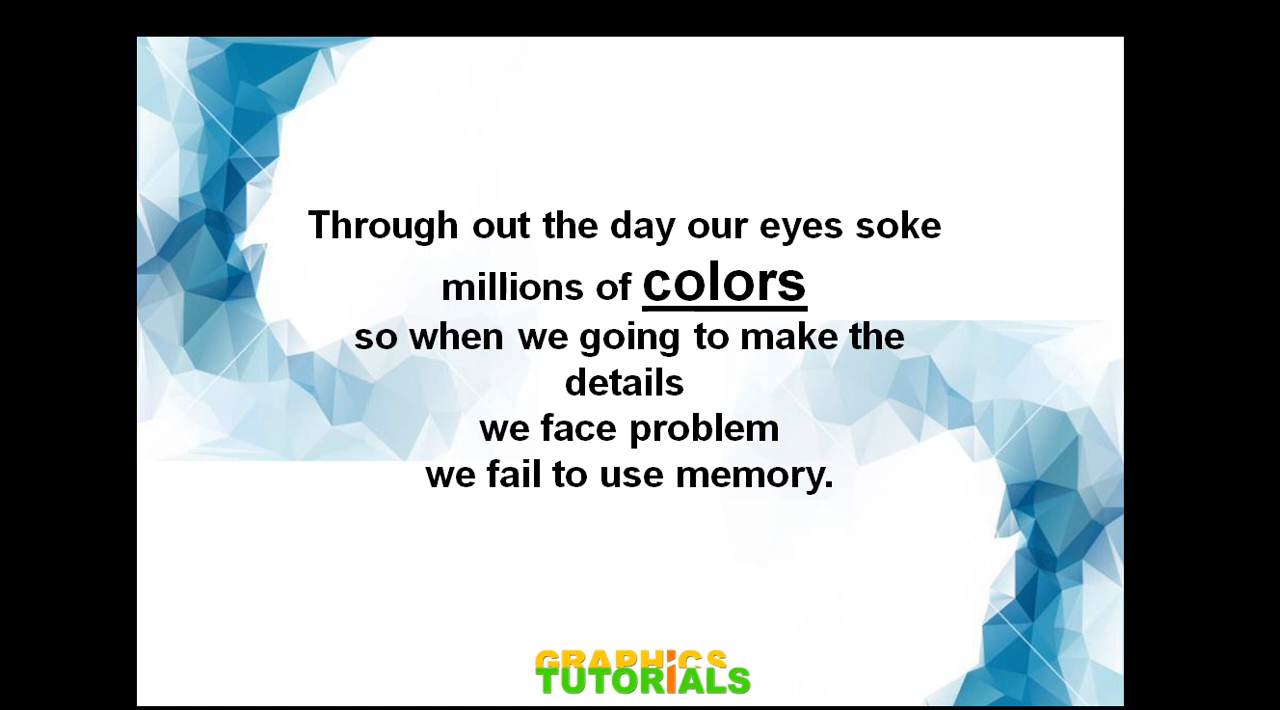 Through out the day our eyes soke
millions of colors
so when we going to make the
details
we face problem
we fail to use memory.
GRAPHiCS
TUTORiALS